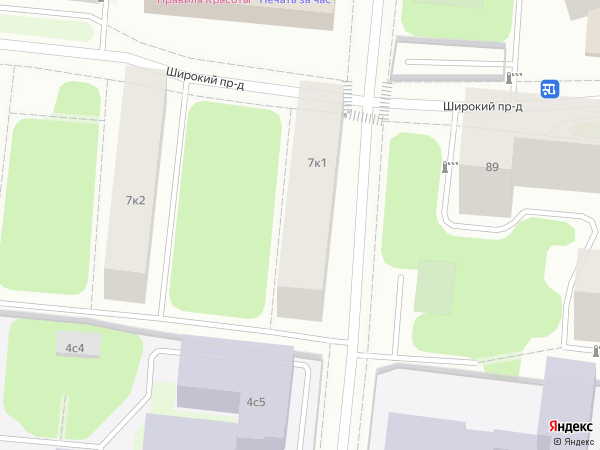 Правила красоты
Печать за час
Широкий пр-д
Широкий пр-д
7к1
89
7к2
4с4
4с5
Яндекс
© Яндекс